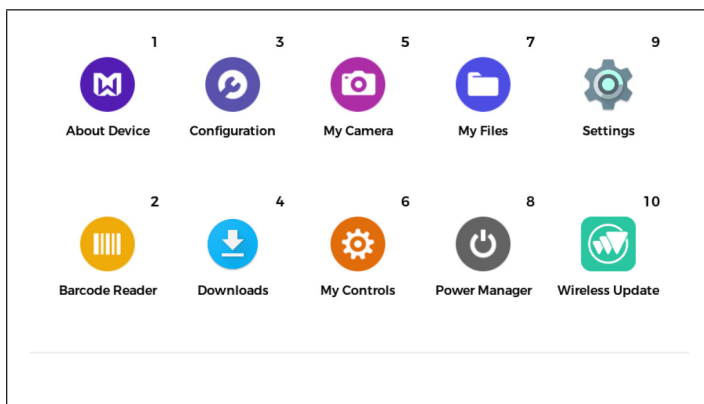 1 3 5 7 9
About Device Configuration My Camera My Files Settings
2 4 6 8 10
Barcode Reader Downloads My Controls Power Manager Wireless Update